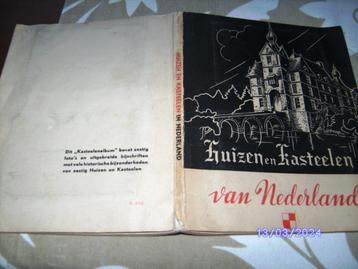 Dit „Kasteelenalbum” bevat zestig
foto's en uitgebreide bijschriften
met vele historische bijzonderheden
van zestig Huizen en Kasteelen
HUIZEN EN KASTEELEN IN NEDERLAND
Huizen en Kasteelen
van Nederland
13/03/2024